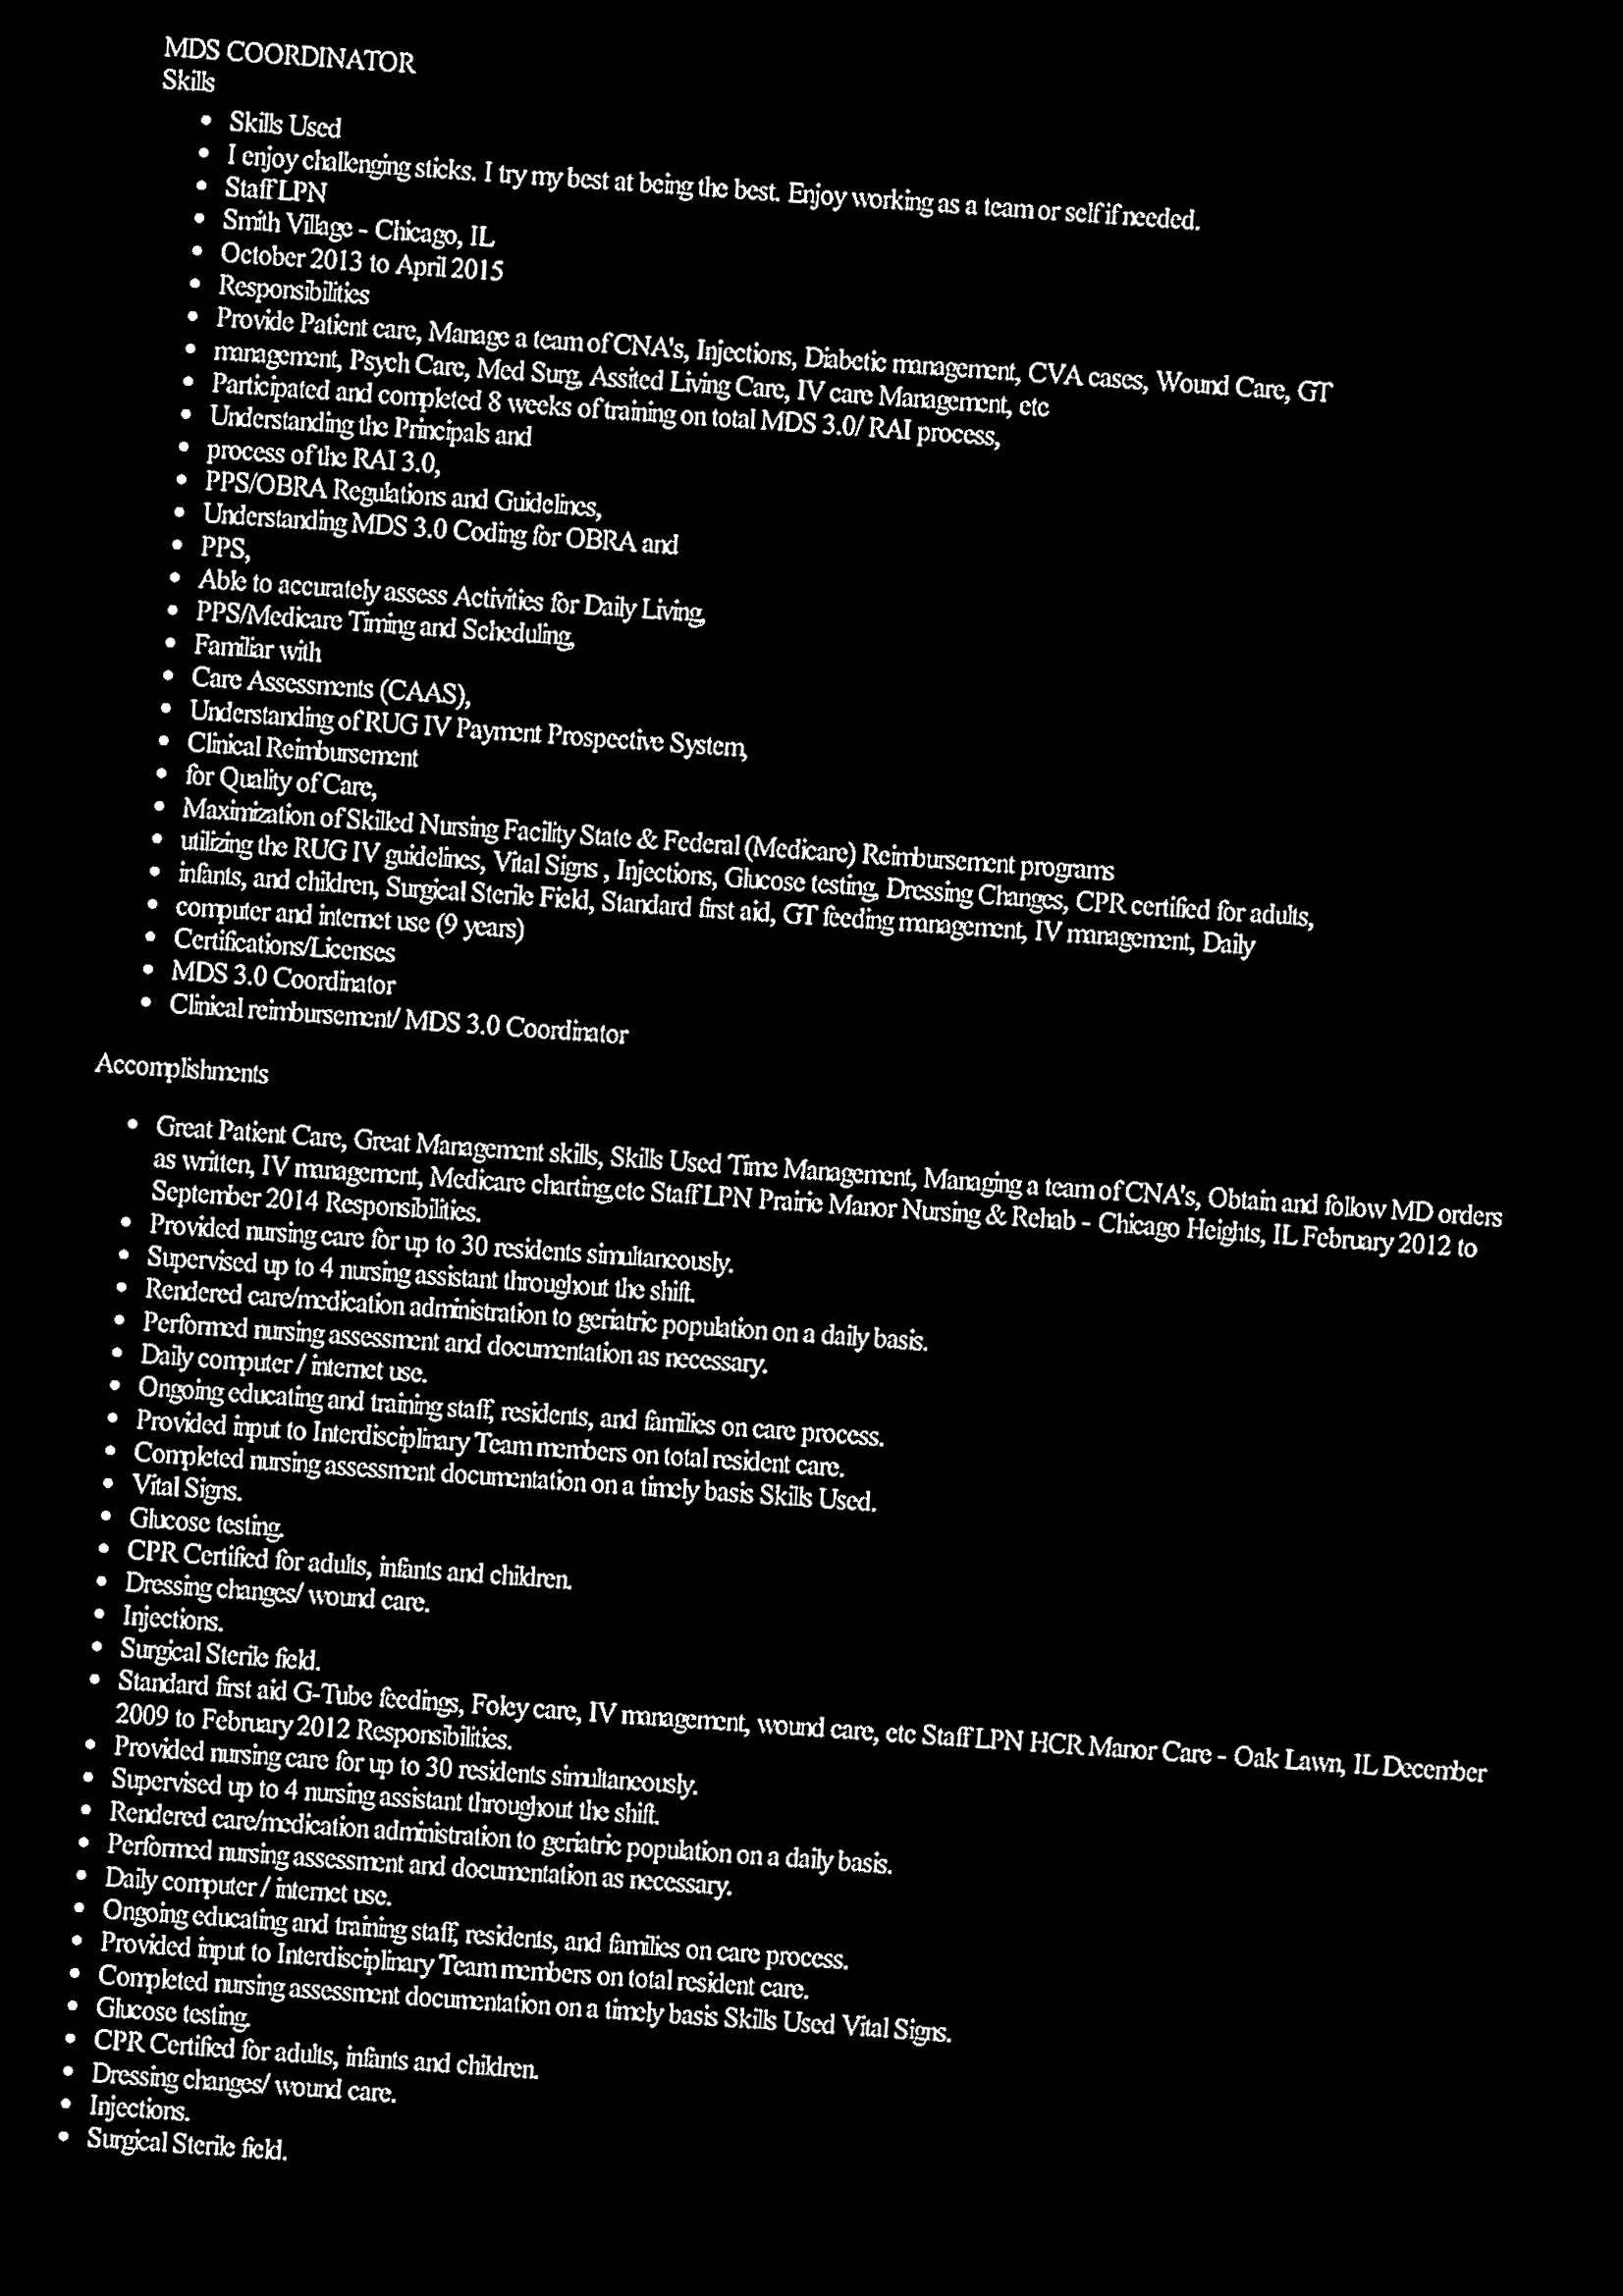 MDS COORDINATOR
Skills
• Skills Used
• I enjoy challenging sticks. I try my best at being the best. Enjoy working as a team or self if needed.
• Staff LPN
• Smith Village - Chicago, IL
• October 2013 to April 2015
• Responsibilities
• Provide Patient care, Manage a team of CNA's, Injections, Diabetic management, CVA cases, Wound Care, GT
• management, Psych Care, Med Surg, Assited Living Care, IV care Management, etc
• Participated and completed 8 weeks of training on total MDS 3.0/ RAI process,
• Understanding the Principals and
• process of the RAI 3.0,
• PPS/OBRA Regulations and Guidelines,
• Understanding MDS 3.0 Coding for OBRA and
• PPS,
• Able to accurately assess Activities for Daily Living,
• PPS/Medicare Timing and Scheduling,
• Familiar with
• Care Assessments (CAAS),
• Understanding of RUG IV Payment Prospective System,
• Clinical Reimbursement
• for Quality of Care,
• Maximization of Skilled Nursing Facility State & Federal (Medicare) Reimbursement programs
• utilizing the RUG IV guidelines, Vital Signs , Injections, Glucose testing, Dressing Changes, CPR certified for adults,
• infants, and children, Surgical Sterile Field, Standard first aid, GT feeding management, IV management, Daily
• computer and internet use (9 years)
• Certifications/Licenses
• MDS 3.0 Coordinator
• Clinical reimbursement/ MDS 3.0 Coordinator
Accomplishments
• Great Patient Care, Great Management skills, Skills Used Time Management, Managing a team of CNA's, Obtain and follow MD orders
as written, IV management, Medicare charting,etc Staff LPN Prairie Manor Nursing & Rehab - Chicago Heights, IL February 2012 to
September 2014 Responsibilities.
• Provided nursing care for up to 30 residents simultaneously.
• Supervised up to 4 nursing assistant throughout the shift.
• Rendered care/medication administration to geriatric population on a daily basis.
• Performed nursing assessment and documentation as necessary.
• Daily computer / internet use.
• Ongoing educating and training staff, residents, and families on care process.
• Provided input to Interdisciplinary Team members on total resident care.
• Completed nursing assessment documentation on a timely basis Skills Used.
• Vital Signs.
• Glucose testing.
• CPR Certified for adults, infants and children.
• Dressing changes/ wound care.
• Injections.
• Surgical Sterile field.
• Standard first aid G-Tube feedings, Foley care, IV management, wound care, etc Staff LPN HCR Manor Care - Oak Lawn, IL December
2009 to February 2012 Responsibilities.
• Provided nursing care for up to 30 residents simultaneously.
• Supervised up to 4 nursing assistant throughout the shift.
• Rendered care/medication administration to geriatric population on a daily basis.
• Performed nursing assessment and documentation as necessary.
• Daily computer / internet use.
• Ongoing educating and training staff, residents, and families on care process.
• Provided input to Interdisciplinary Team members on total resident care.
• Completed nursing assessment documentation on a timely basis Skills Used Vital Signs.
• Glucose testing.
• CPR Certified for adults, infants and children.
• Dressing changes/ wound care.
• Injections.
• Surgical Sterile field.